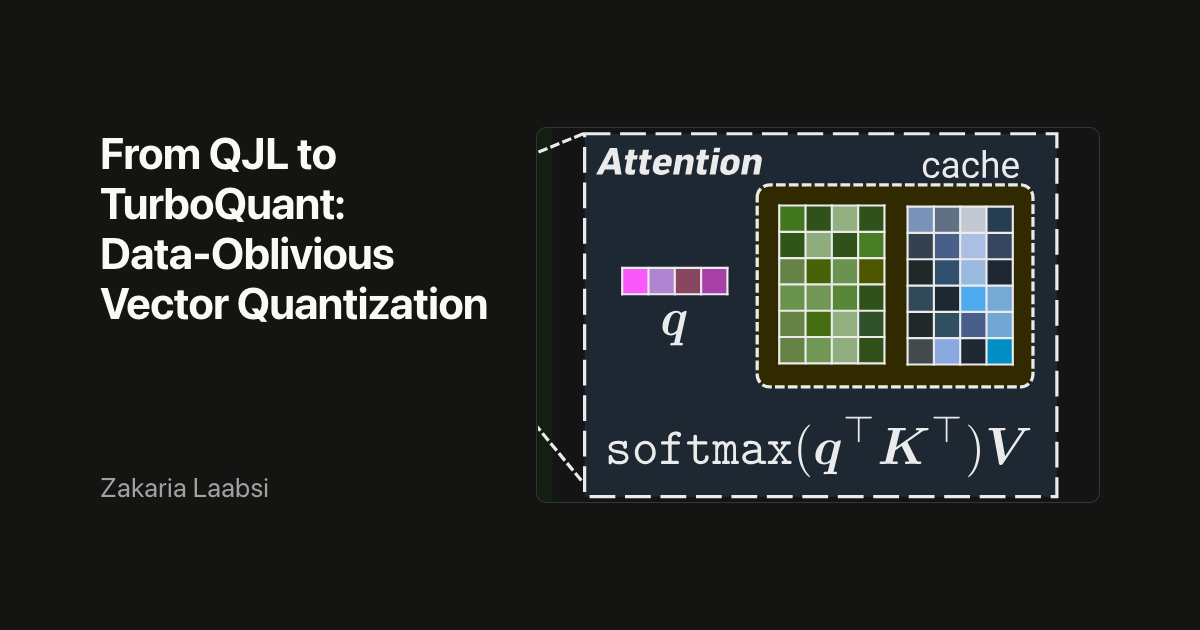 From QJL to
TurboQuant:
Data-Oblivious
Vector Quantization
Zakaria Laabsi
Attention
cache
q
softmax(q⊤K⊤)V